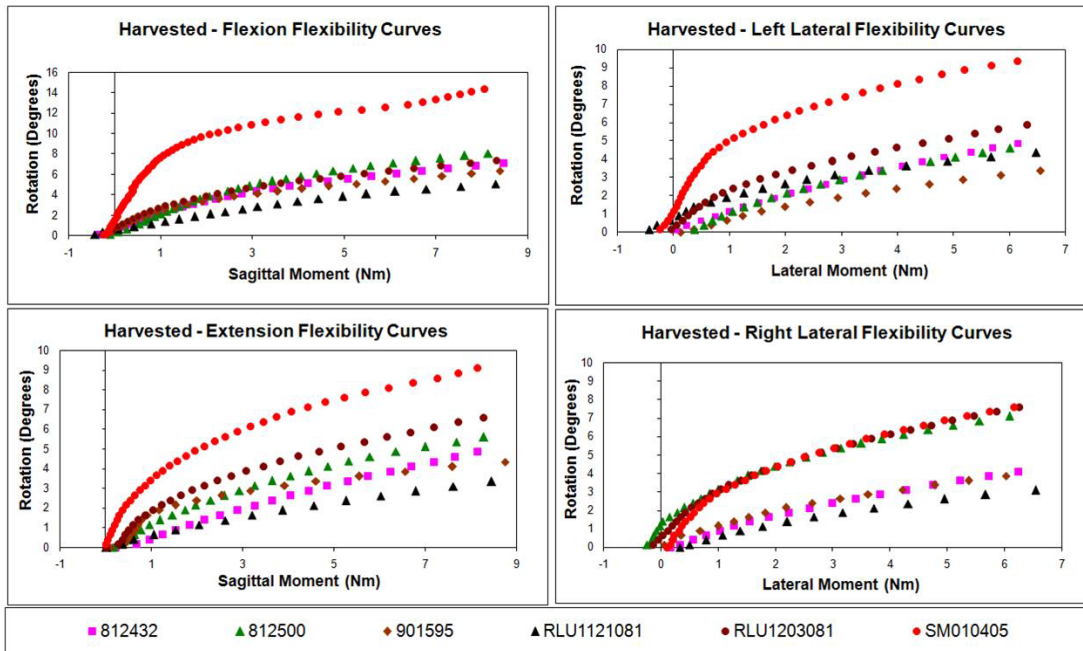 Harvested - Flexion Flexibility Curves
Rotation (Degrees)
16
14
12
10
8
6
4
2
0
-1 1 3 5 7 9
Sagittal Moment (Nm)
Harvested - Left Lateral Flexibility Curves
Rotation (Degrees)
10
9
8
7
6
5
4
3
2
1
0
-1 0 1 2 3 4 5 6 7
Lateral Moment (Nm)
Harvested - Extension Flexibility Curves
Rotation (Degrees)
10
9
8
7
6
5
4
3
2
1
0
-1 1 3 5 7 9
Sagittal Moment (Nm)
Harvested - Right Lateral Flexibility Curves
Rotation (Degrees)
10
9
8
7
6
5
4
3
2
1
0
-1 0 1 2 3 4 5 6 7
Lateral Moment (Nm)
812432 812500 901595 RLU1121081 RLU1203081 SM010405